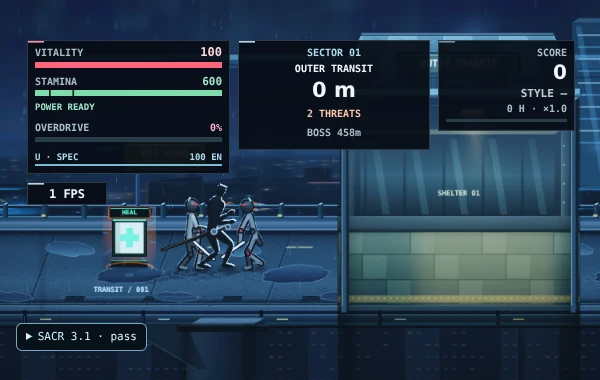 VITALITY 100
STAMINA 600
POWER READY
OVERDRIVE 0%
U · SPEC 100 EN
SECTOR 01
OUTER TRANSIT
0 m
2 THREATS
BOSS 458m
SCORE
0
STYLE —
0 H · ×1.0
1 FPS
HEAL
SHELTER 01
TRANSIT / 001
▶ SACR 3.1 · pass